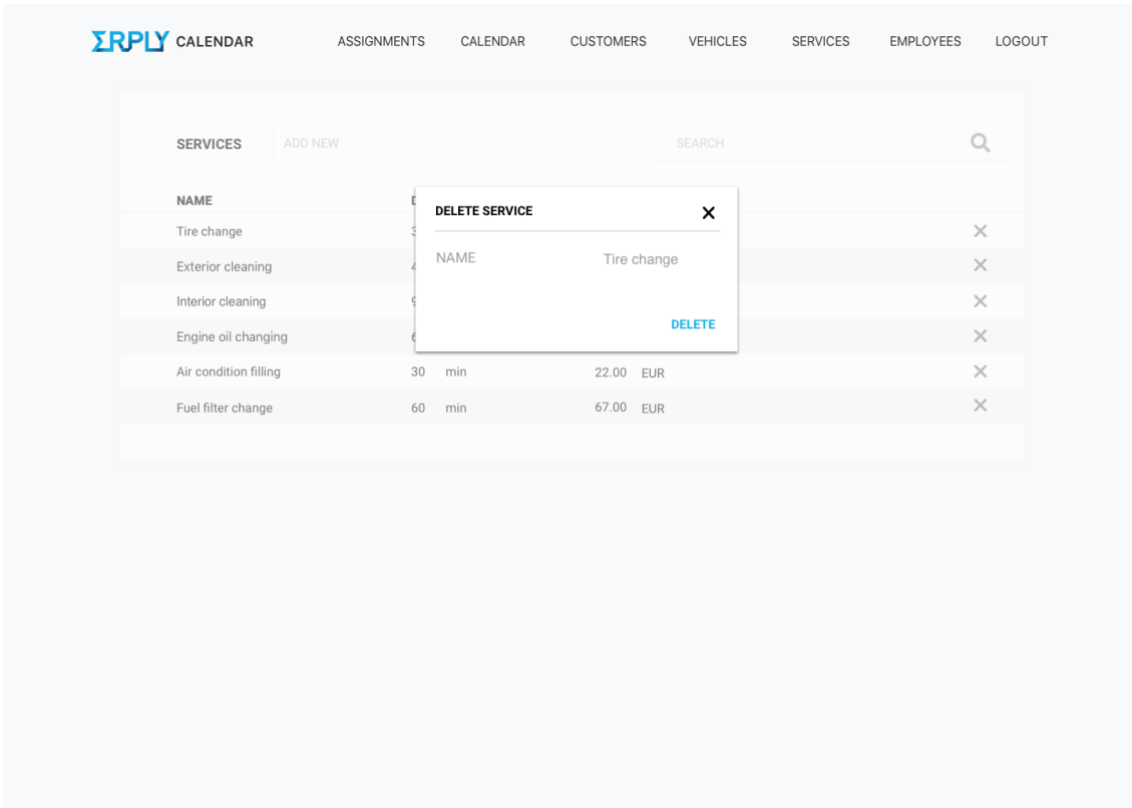 ΣRPLY CALENDAR ASSIGNMENTS CALENDAR CUSTOMERS VEHICLES SERVICES EMPLOYEES LOGOUT
SERVICES ADD NEW SEARCH
NAME
DELETE SERVICE
Tire change
NAME Tire change
Exterior cleaning
Interior cleaning
DELETE
Engine oil changing
Air condition filling 30 min 22.00 EUR
Fuel filter change 60 min 67.00 EUR